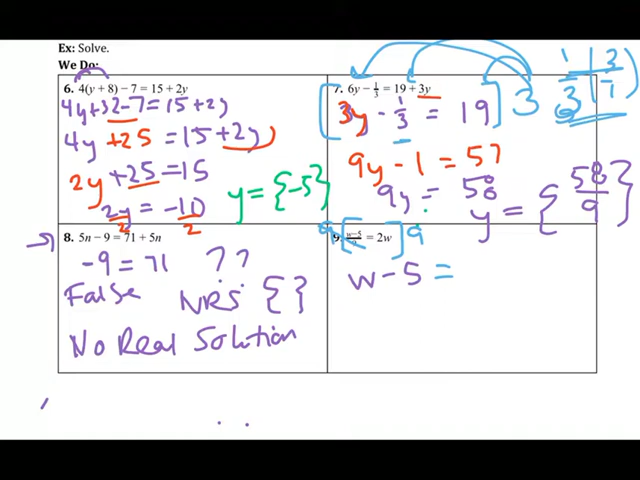 Ex: Solve.
We Do:
6. 4(y + 8) − 7 = 15 + 2y
4y+32−7=15+2y
4y +25 =15+2y
2y +25 =15
2y = −10
2 2
y = {−5}
7. 6y − 1/3 = 19 + 3y
[3y − 1/3 = 19] 3
1/3 | 3/1
9y − 1 = 57
9y = 58
y = {58/9}
8. 5n − 9 = 71 + 5n
−9 = 71 ??
False NRS { }
No Real Solution
9[w−5/9]9 = 2w
w − 5 =